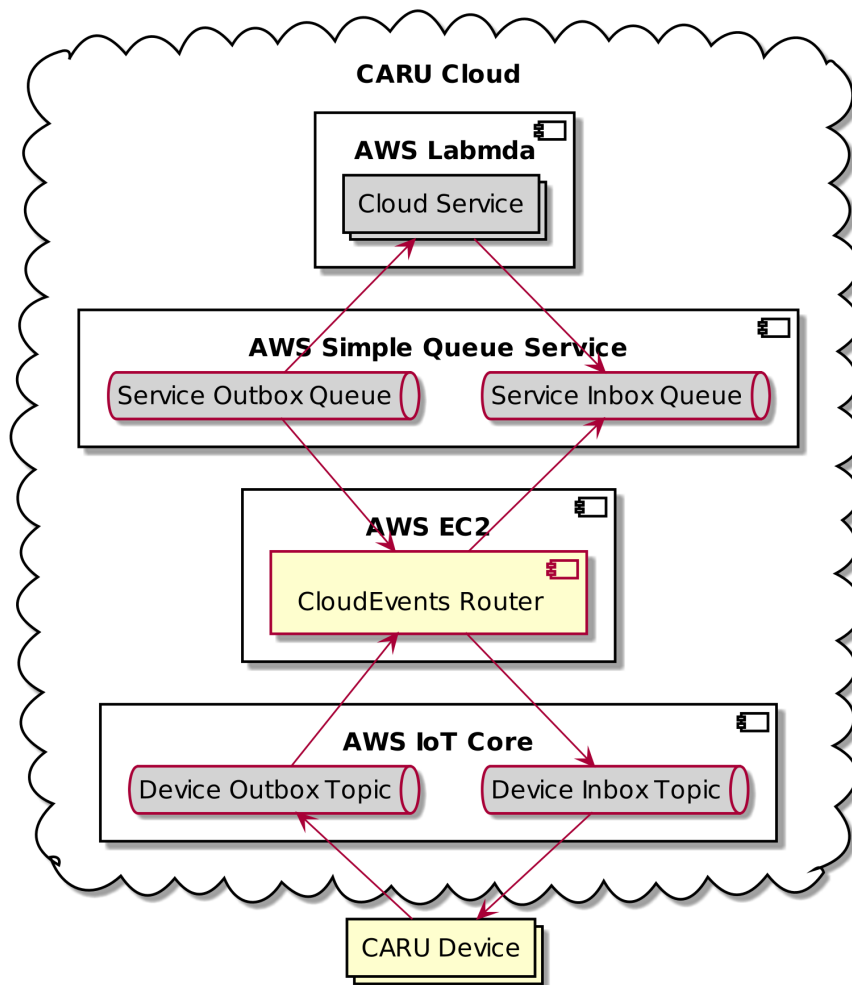 CARU Cloud
AWS Labmda
Cloud Service
AWS Simple Queue Service
Service Outbox Queue
Service Inbox Queue
AWS EC2
CloudEvents Router
AWS IoT Core
Device Outbox Topic
Device Inbox Topic
CARU Device